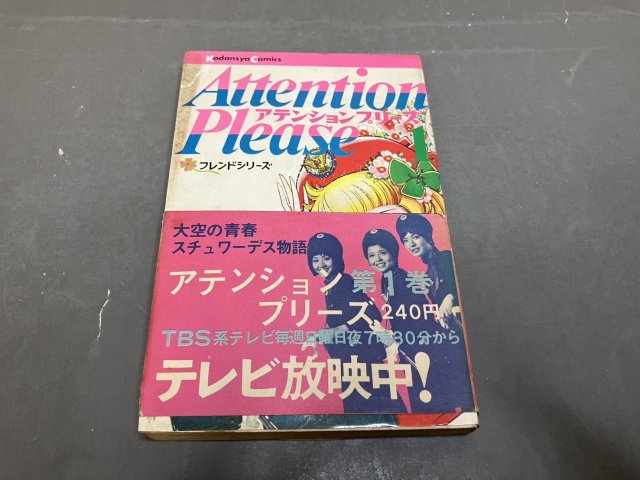 Kodansya Comics
Attention
アテンションプリーズ
Please 1
フレンドシリーズ
大空の青春
スチュワーデス物語
アテンション 第1巻
プリーズ 240円
TBS系テレビ毎週日曜日夜7時30分から
テレビ放映中!